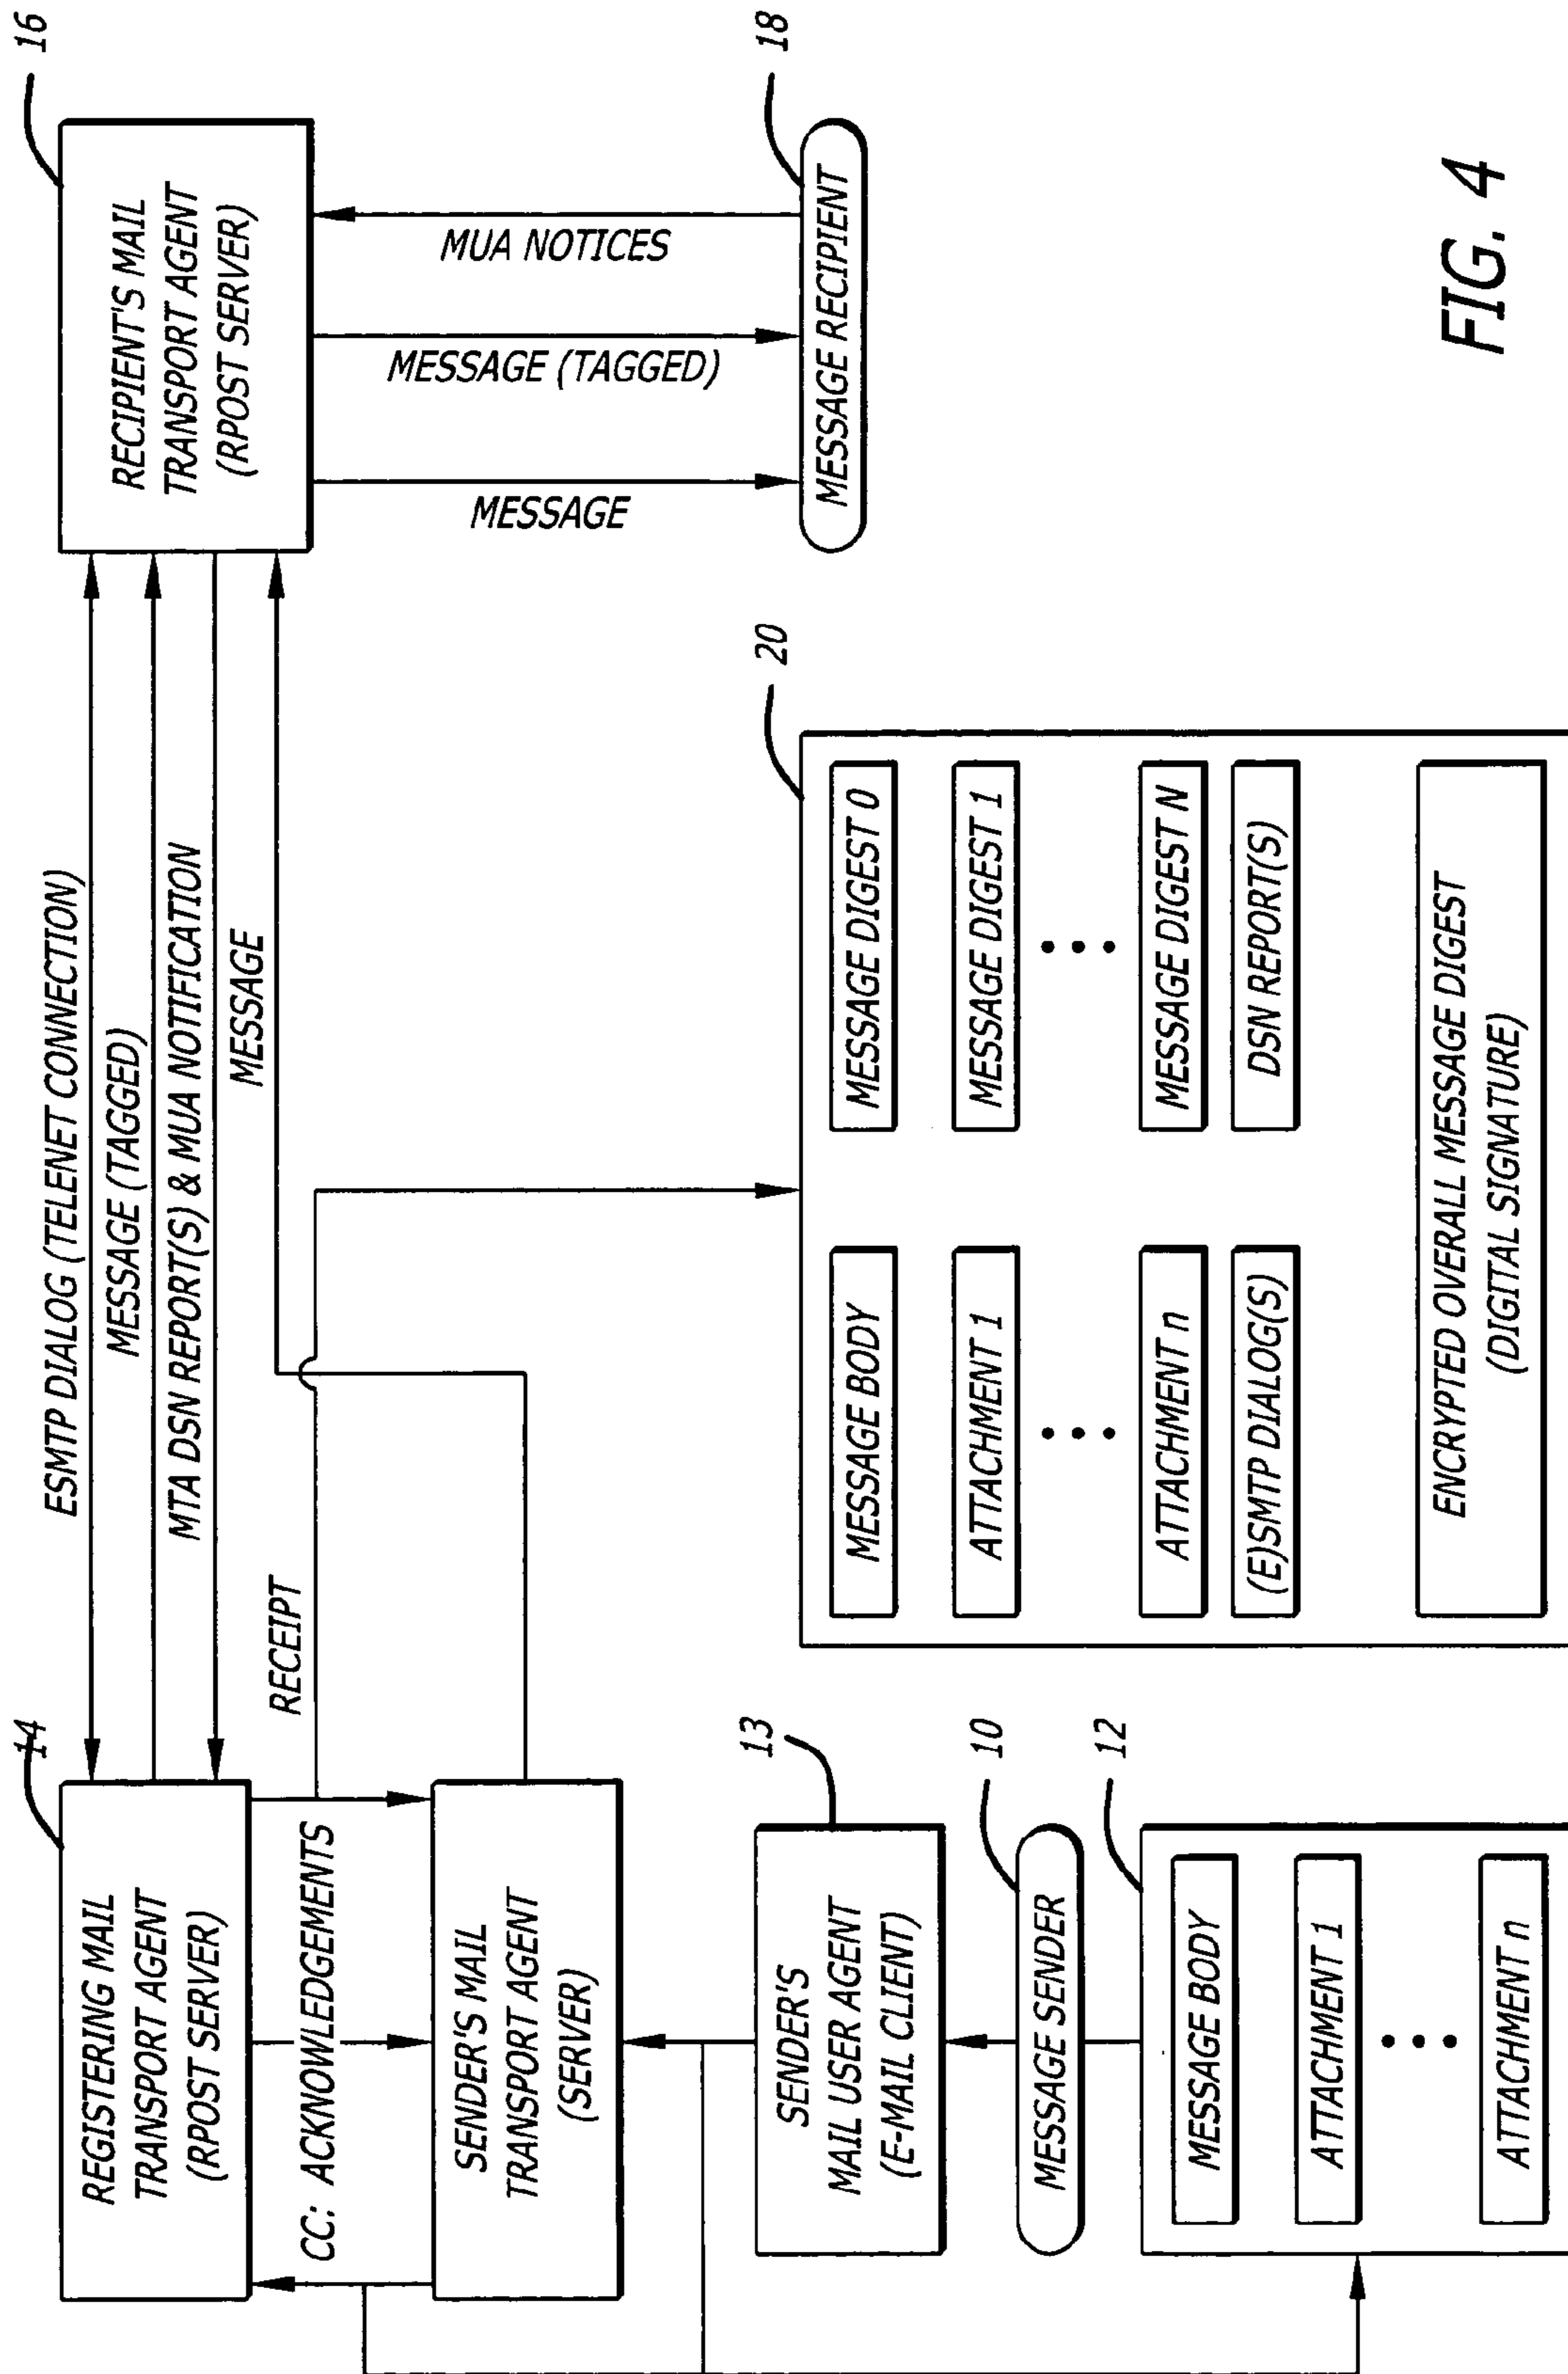 14
REGISTERING MAIL
TRANSPORT AGENT
(RPOST SERVER)
ESMTP DIALOG (TELENET CONNECTION)
MESSAGE (TAGGED)
MTA DSN REPORT(S) & MUA NOTIFICATION
MESSAGE
16
RECIPIENT'S MAIL
TRANSPORT AGENT
(RPOST SERVER)
CC: ACKNOWLEDGEMENTS
RECEIPT
SENDER'S MAIL
TRANSPORT AGENT
(SERVER)
MESSAGE
MESSAGE (TAGGED)
MUA NOTICES
13
SENDER'S
MAIL USER AGENT
(E-MAIL CLIENT)
10
MESSAGE SENDER
12
MESSAGE BODY
ATTACHMENT 1
ATTACHMENT n
18
MESSAGE RECIPIENT
20
MESSAGE BODY
MESSAGE DIGEST 0
ATTACHMENT 1
MESSAGE DIGEST 1
ATTACHMENT n
MESSAGE DIGEST N
(E)SMTP DIALOG(S)
DSN REPORT(S)
ENCRYPTED OVERALL MESSAGE DIGEST
(DIGITAL SIGNATURE)
FIG. 4